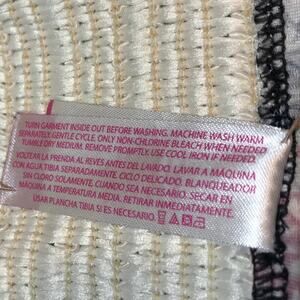 TURN GARMENT INSIDE OUT BEFORE WASHING. MACHINE WASH WARM
SEPARATELY, GENTLE CYCLE. ONLY NON-CHLORINE BLEACH WHEN NEEDED.
TUMBLE DRY MEDIUM. REMOVE PROMPTLY. USE COOL IRON IF NEEDED.
VOLTEAR LA PRENDA AL REVÉS ANTES DEL LAVADO. LAVAR A MÁQUINA
CON AGUA TIBIA SEPARADAMENTE, CICLO DELICADO. BLANQUEADOR
SIN CLORO SOLAMENTE, CUANDO SEA NECESARIO. SECAR EN
MÁQUINA A TEMPERATURA MEDIA. RETIRAR INMEDIATAMENTE.
USAR PLANCHA TIBIA SI ES NECESARIO.